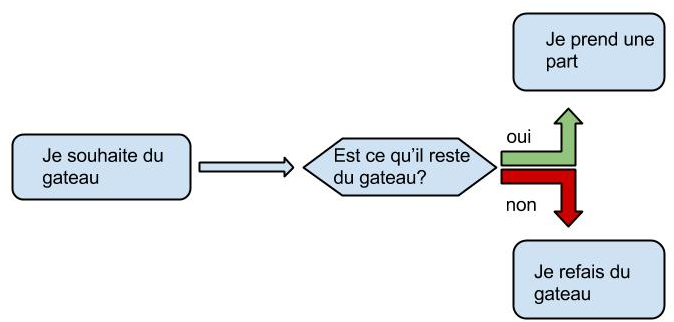 Je souhaite du
gateau
Est ce qu'il reste
du gateau?
oui
Je prend une
part
non
Je refais du
gateau